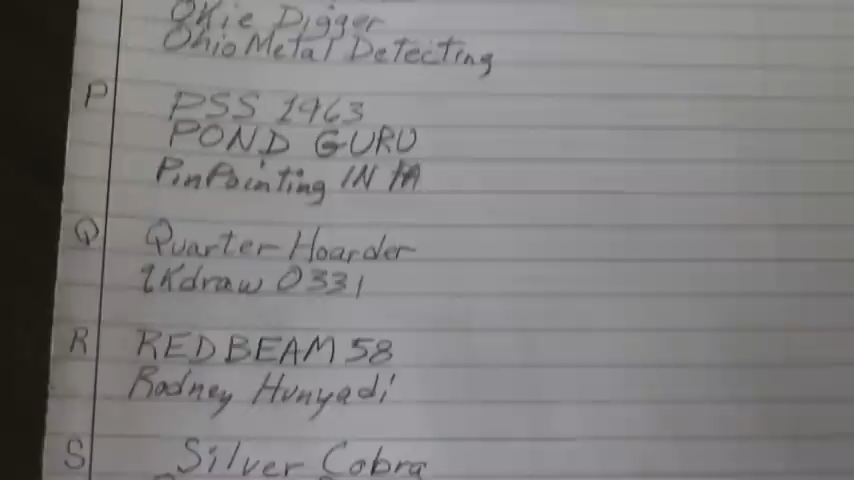 OKie Digger
Ohio Metal Detecting
P
PSS 1963
POND GURU
PinPointing IN PA
Q
Quarter Hoarder
qKdraw 0331
R
REDBEAM 58
Rodney Hunyadi
S
Silver Cobra